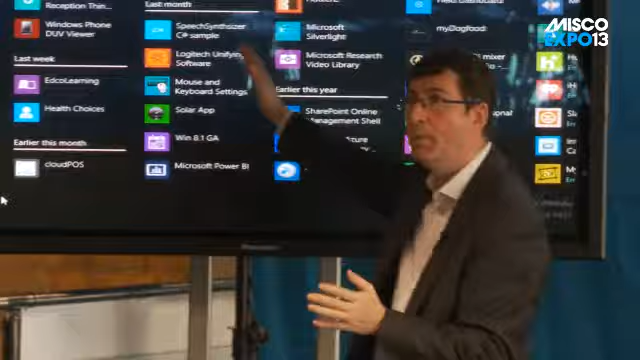 Reception Thin...
Windows Phone
DUV Viewer
Last week
EdcoLearning
Health Choices
Earlier this month
cloudPOS
Last month
SpeechSynthesizer
C# sample
Logitech Unifying
Software
Mouse and
Keyboard Settings
Solar App
Win 8.1 GA
Microsoft Power BI
Microsoft
Silverlight
Microsoft Research
Video Library
Earlier this year
SharePoint Online
Management Shell
myDogfood
MISCO
EXPO13